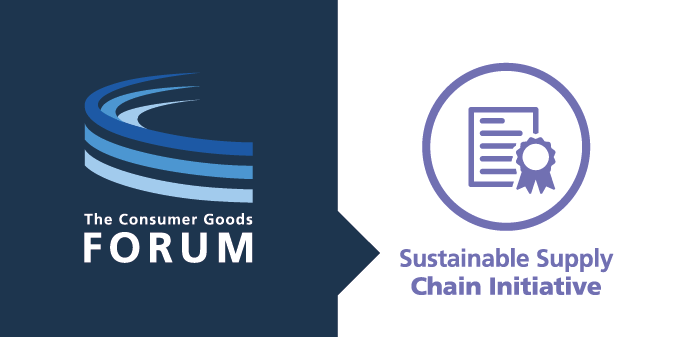 The Consumer Goods
FORUM
Sustainable Supply
Chain Initiative